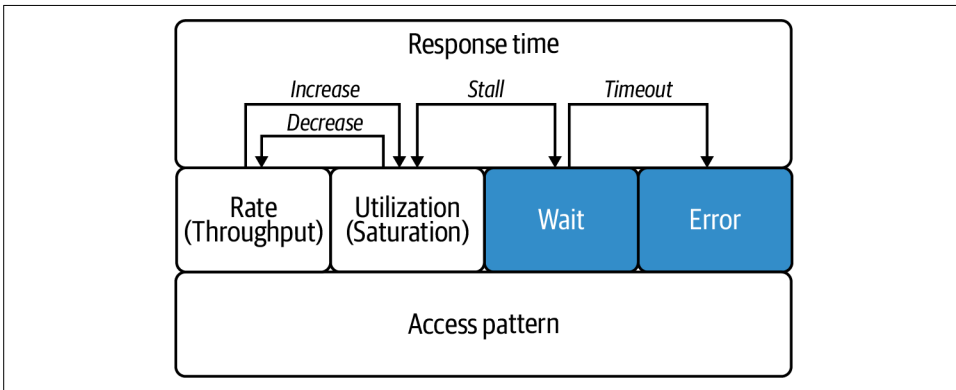 Response time
Increase
Stall
Timeout
Decrease
Rate
(Throughput)
Utilization
(Saturation)
Wait
Error
Access pattern